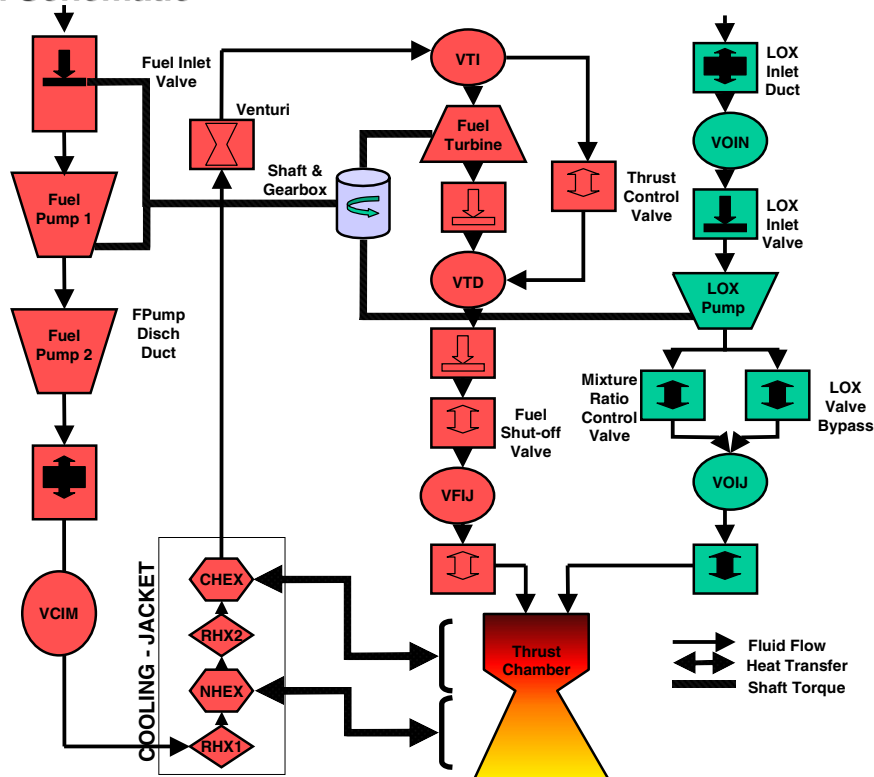 Fuel Inlet
Valve
Venturi
VTI
LOX
Inlet
Duct
Fuel
Turbine
VOIN
Shaft &
Gearbox
Thrust
Control
Valve
Fuel
Pump 1
LOX
Inlet
Valve
VTD
LOX
Pump
Fuel
Pump 2
FPump
Disch
Duct
Mixture
Ratio
Control
Valve
LOX
Valve
Bypass
Fuel
Shut-off
Valve
VFIJ
VOIJ
VCIM
COOLING - JACKET
CHEX
RHX2
NHEX
RHX1
Thrust
Chamber
Fluid Flow
Heat Transfer
Shaft Torque